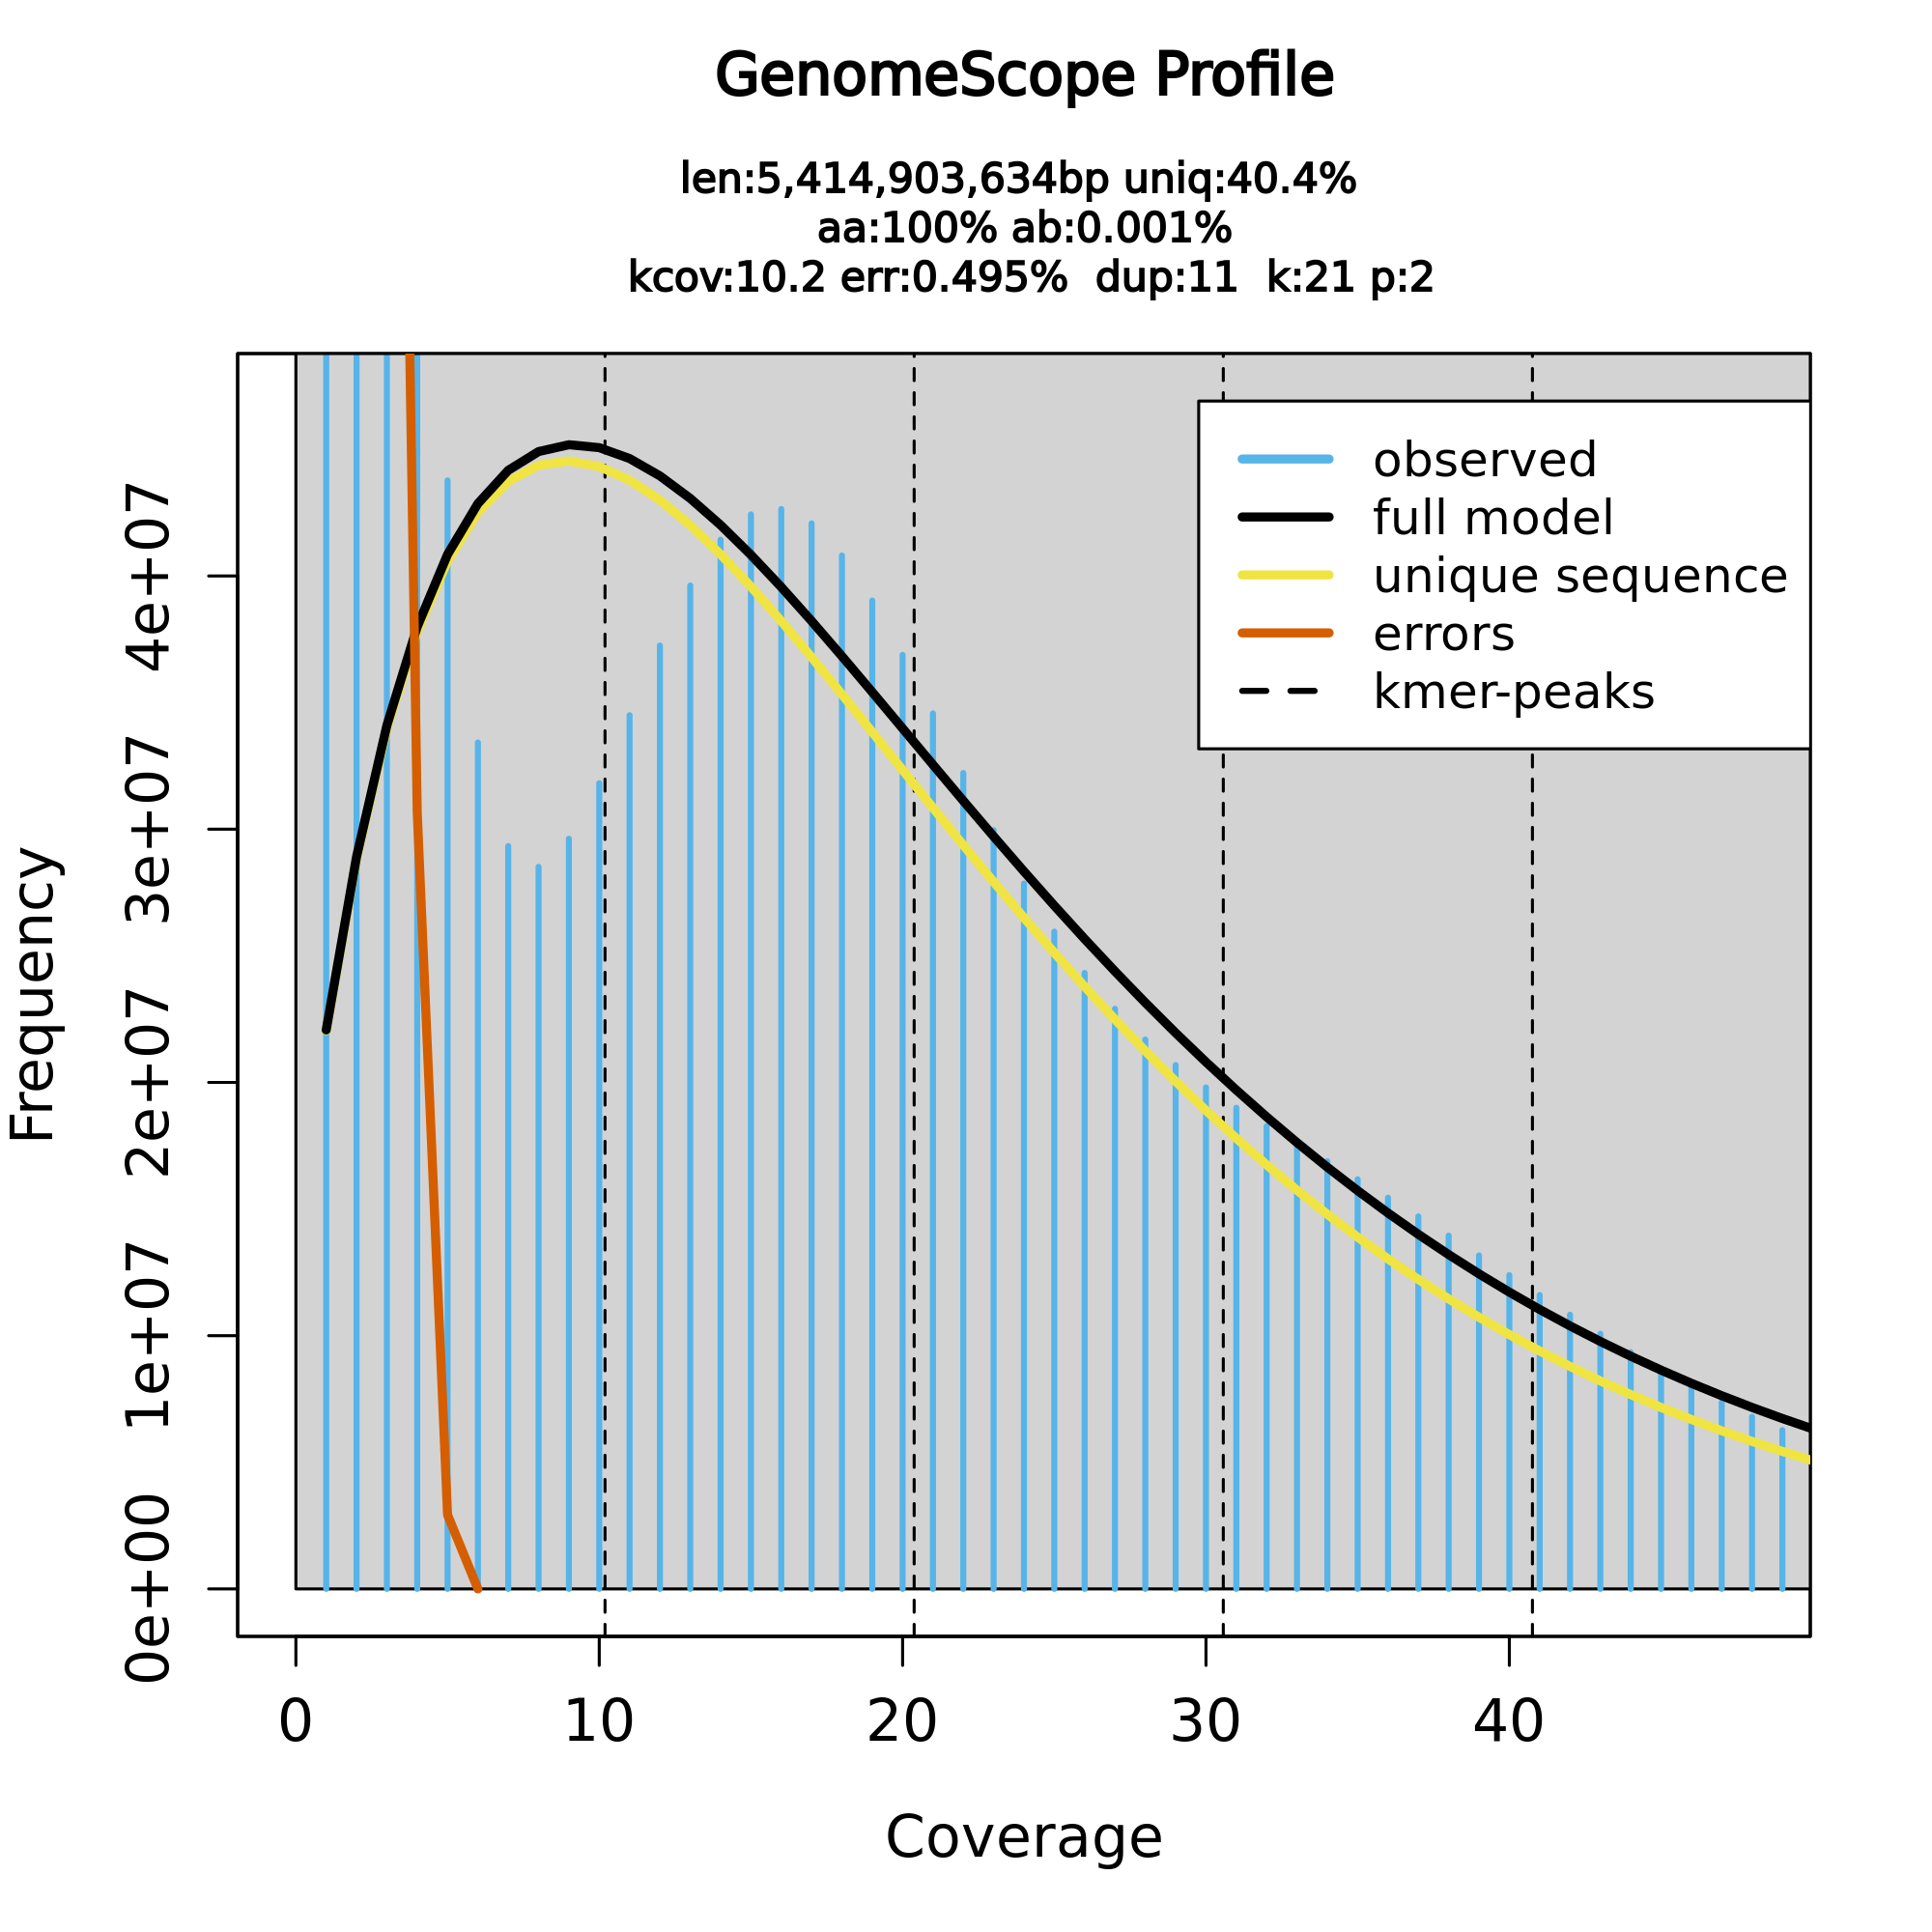 GenomeScope Profile
len:5,414,903,634bp uniq:40.4%
aa:100% ab:0.001%
kcov:10.2 err:0.495%  dup:11  k:21 p:2
observed
full model
unique sequence
errors
kmer-peaks
Frequency
4e+07
3e+07
2e+07
1e+07
0e+00
0 10 20 30 40
Coverage